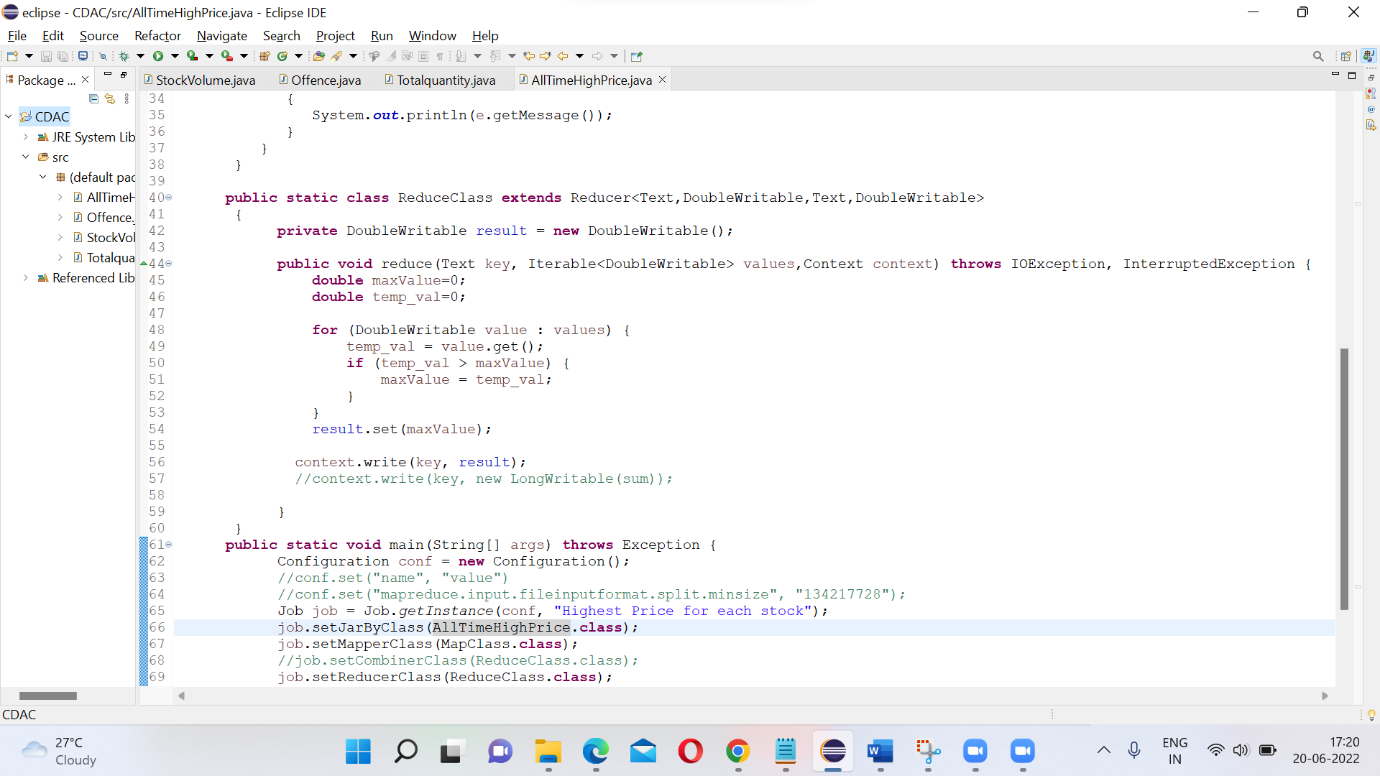 eclipse - CDAC/src/AllTimeHighPrice.java - Eclipse IDE
File Edit Source Refactor Navigate Search Project Run Window Help
Package ...
StockVolume.java Offence.java Totalquantity.java AllTimeHighPrice.java
CDAC
JRE System Lib
src
(default pac
AllTimeH
Offence.
StockVol
Totalqua
Referenced Lib
34 {
35 System.out.println(e.getMessage());
36 }
37 }
38 }
39
40 public static class ReduceClass extends Reducer<Text,DoubleWritable,Text,DoubleWritable>
41 {
42 private DoubleWritable result = new DoubleWritable();
43
44 public void reduce(Text key, Iterable<DoubleWritable> values,Context context) throws IOException, InterruptedException {
45 double maxValue=0;
46 double temp_val=0;
47
48 for (DoubleWritable value : values) {
49 temp_val = value.get();
50 if (temp_val > maxValue) {
51 maxValue = temp_val;
52 }
53 }
54 result.set(maxValue);
55
56 context.write(key, result);
57 //context.write(key, new LongWritable(sum));
58
59 }
60 }
61 public static void main(String[] args) throws Exception {
62 Configuration conf = new Configuration();
63 //conf.set("name", "value")
64 //conf.set("mapreduce.input.fileinputformat.split.minsize", "134217728");
65 Job job = Job.getInstance(conf, "Highest Price for each stock");
66 job.setJarByClass(AllTimeHighPrice.class);
67 job.setMapperClass(MapClass.class);
68 //job.setCombinerClass(ReduceClass.class);
69 job.setReducerClass(ReduceClass.class);
CDAC
27°C
Cloudy
ENG
IN
17:20
20-06-2022